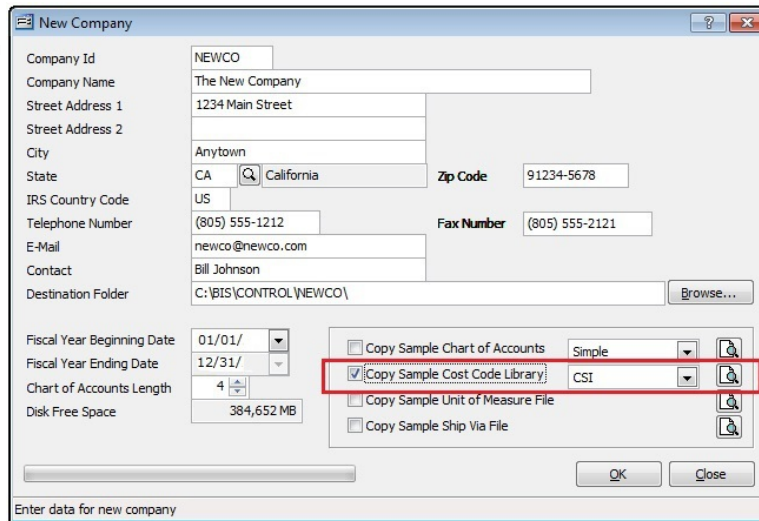 New Company
Company Id NEWCO
Company Name The New Company
Street Address 1 1234 Main Street
Street Address 2
City Anytown
State CA California Zip Code 91234-5678
IRS Country Code US
Telephone Number (805) 555-1212 Fax Number (805) 555-2121
E-Mail newco@newco.com
Contact Bill Johnson
Destination Folder C:\BIS\CONTROL\NEWCO\ Browse...
Fiscal Year Beginning Date 01/01/
Fiscal Year Ending Date 12/31/
Chart of Accounts Length 4
Disk Free Space 384,652 MB
Copy Sample Chart of Accounts Simple
Copy Sample Cost Code Library CSI
Copy Sample Unit of Measure File
Copy Sample Ship Via File
OK Close
Enter data for new company